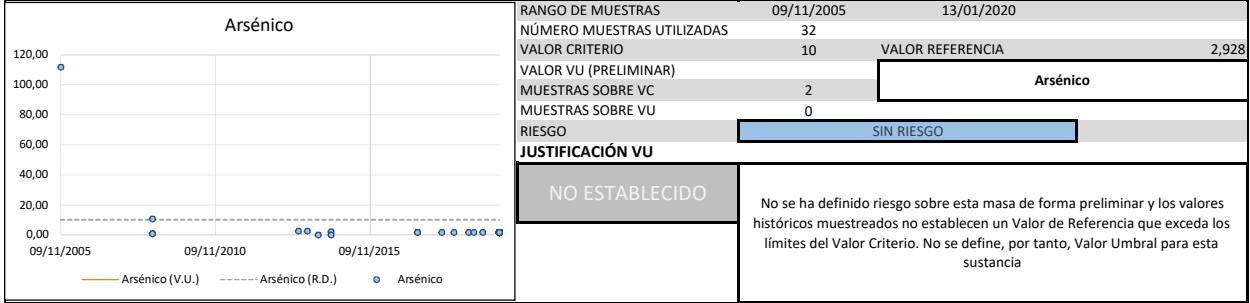 Arsénico
120,00
100,00
80,00
60,00
40,00
20,00
0,00
09/11/2005 09/11/2010 09/11/2015
Arsénico (V.U.) Arsénico (R.D.) Arsénico
RANGO DE MUESTRAS 09/11/2005 13/01/2020
NÚMERO MUESTRAS UTILIZADAS 32
VALOR CRITERIO 10 VALOR REFERENCIA 2,928
VALOR VU (PRELIMINAR)
Arsénico
MUESTRAS SOBRE VC 2
MUESTRAS SOBRE VU 0
RIESGO SIN RIESGO
JUSTIFICACIÓN VU
NO ESTABLECIDO
No se ha definido riesgo sobre esta masa de forma preliminar y los valores
históricos muestreados no establecen un Valor de Referencia que exceda los
límites del Valor Criterio. No se define, por tanto, Valor Umbral para esta
sustancia